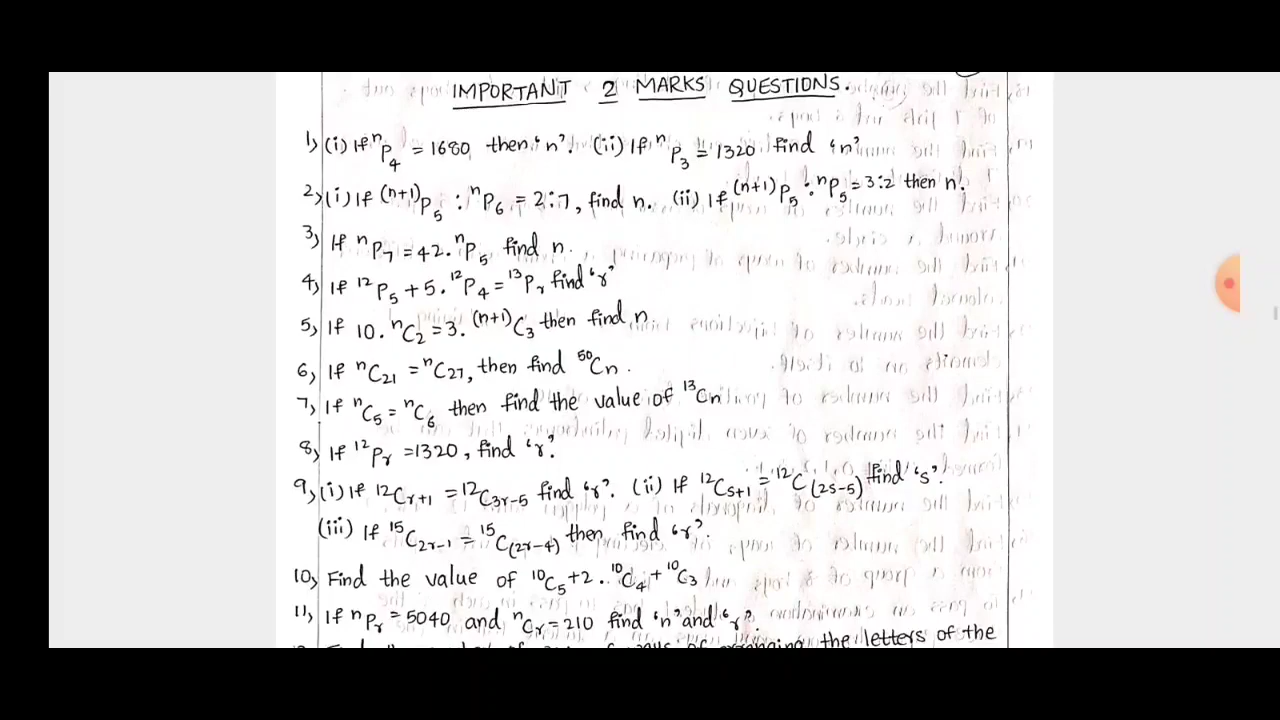 IMPORTANT 2 MARKS QUESTIONS.
1) (i) If ⁿP₄ = 1680 then 'n'. (ii) If ⁿP₃ = 1320 find 'n'
2) (i) If ⁽ⁿ⁺¹⁾P₅ : ⁿP₆ = 2:7, find n. (ii) If ⁽ⁿ⁺¹⁾P₅ : ⁿP₅ = 3:2 then n.
3) If ⁿP₇ = 42. ⁿP₅ find n.
4) If ¹²P₅ + 5. ¹²P₄ = ¹³Pᵣ find 'r'
5) If 10. ⁿC₂ = 3. ⁽ⁿ⁺¹⁾C₃ then find n
6) If ⁿC₂₁ = ⁿC₂₇, then find ⁵⁰Cₙ.
7) If ⁿC₅ = ⁿC₆ then find the value of ¹³Cₙ
8) If ¹²Pᵣ = 1320, find 'r'.
9) (i) If ¹²Cᵣ₊₁ = ¹²C₃ᵣ₋₅ find 'r'. (ii) If ¹²Cₛ₊₁ = ¹²C₍₂ₛ₋₅₎ find 's'.
(iii) If ¹⁵C₂ᵣ₋₁ = ¹⁵C₍₂ᵣ₋₄₎ then find 'r'.
10) Find the value of ¹⁰C₅ + 2. ¹⁰C₄ + ¹⁰C₃
11) If ⁿPᵣ = 5040 and ⁿCᵣ = 210 find 'n' and 'r'.
of arranging the letters of the